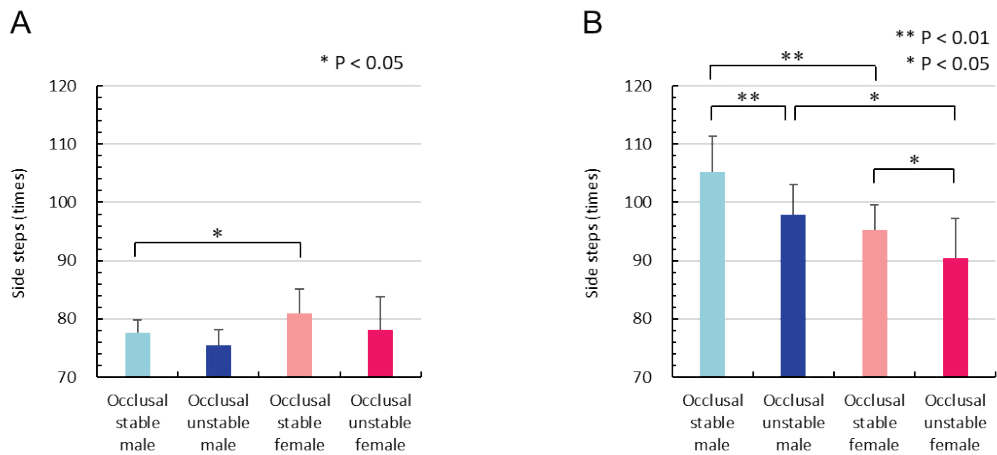 A
* P < 0.05
120
110
100
90
80
70
Side steps (times)
*
Occlusal stable male
Occlusal unstable male
Occlusal stable female
Occlusal unstable female
B
** P < 0.01
* P < 0.05
120
110
100
90
80
70
Side steps (times)
**
**
*
*
Occlusal stable male
Occlusal unstable male
Occlusal stable female
Occlusal unstable female